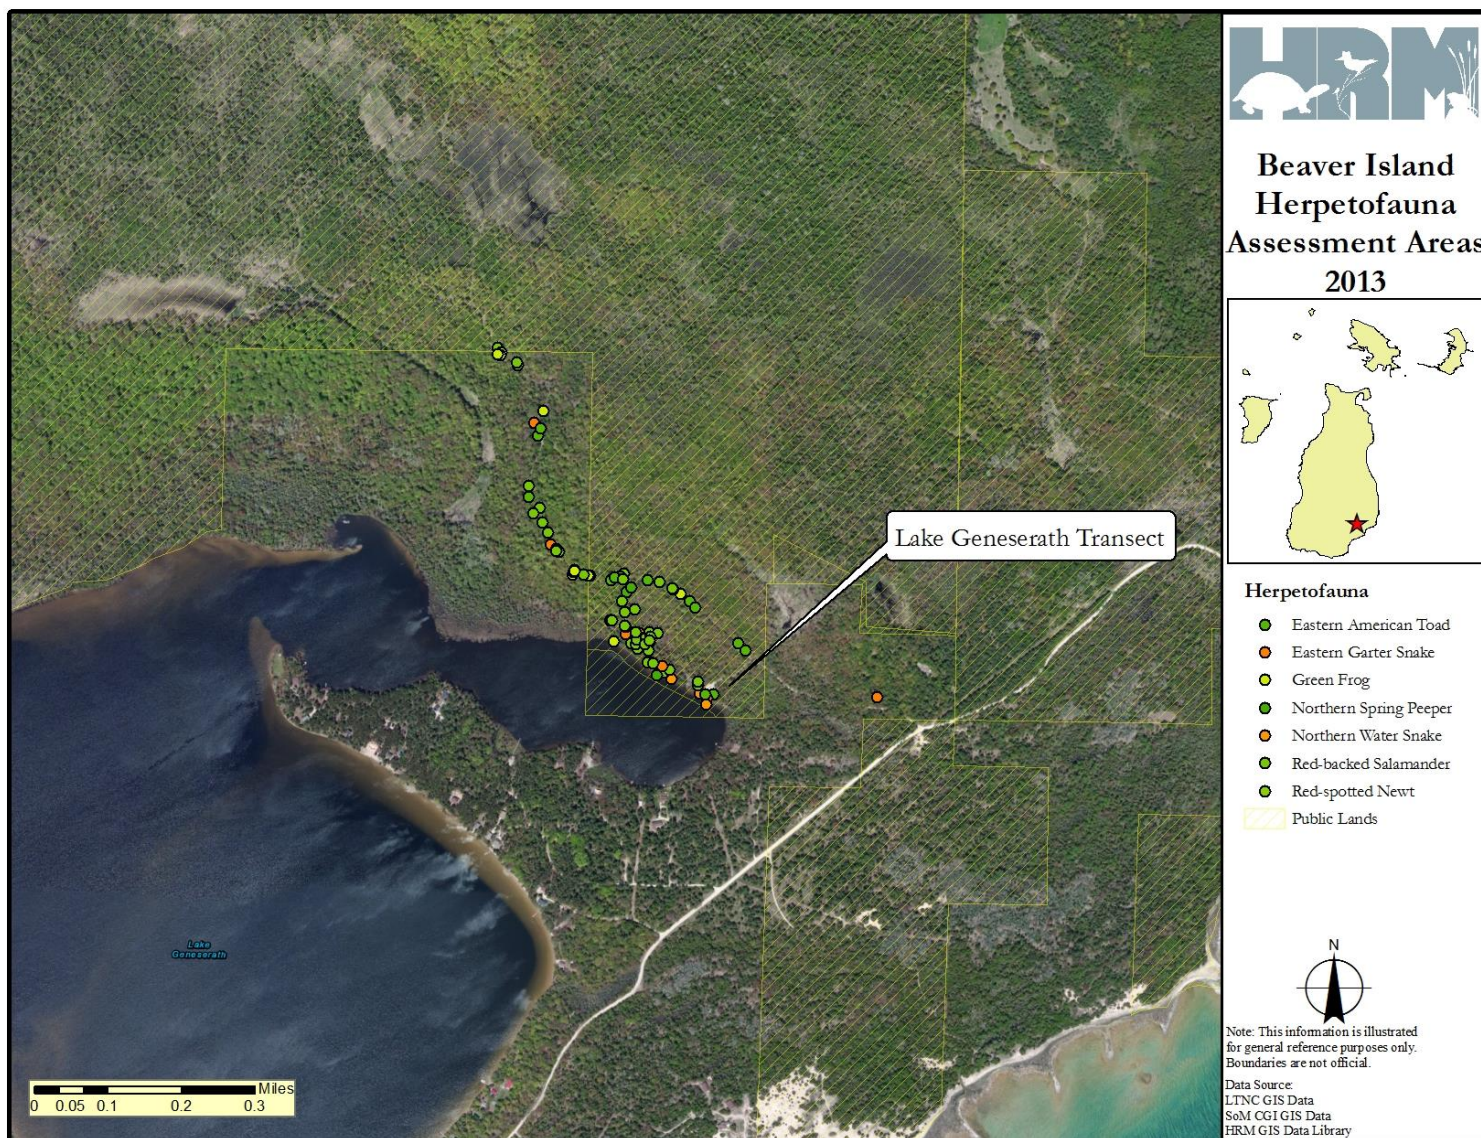 HRM
Beaver Island
Herpetofauna
Assessment Areas
2013
Lake Geneserath Transect
Herpetofauna
Eastern American Toad
Eastern Garter Snake
Green Frog
Northern Spring Peeper
Northern Water Snake
Red-backed Salamander
Red-spotted Newt
Public Lands
Lake
Geneserath
N
Note: This information is illustrated
for general reference purposes only.
Boundaries are not official.
Data Source:
LTNC GIS Data
SoM CGI GIS Data
HRM GIS Data Library
Miles
0 0.05 0.1 0.2 0.3